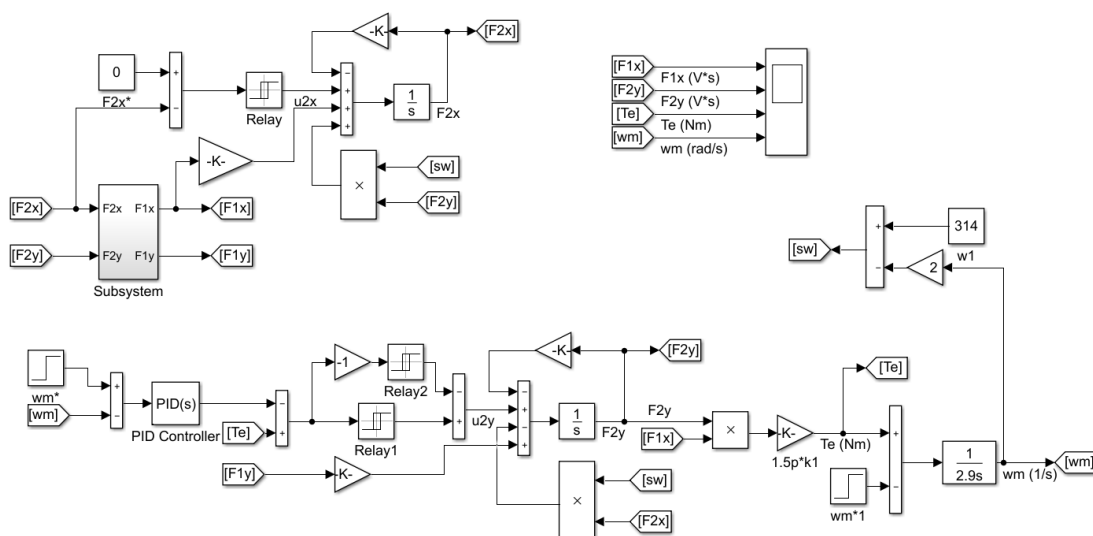 -K-
[F2x]
0
F2x*
+
−
Relay
u2x
−
+
+
+
1
s
F2x
-K-
×
[sw]
[F2y]
[F2x]
F2x F1x
[F1x]
[F2y]
F2y F1y
[F1y]
Subsystem
[F1x]
F1x (V*s)
[F2y]
F2y (V*s)
[Te]
Te (Nm)
[wm]
wm (rad/s)
[sw]
+
−
314
w1
2
wm*
[wm]
+
−
PID(s)
PID Controller
[Te]
−
+
-1
Relay2
Relay1
−
+
u2y
[F1y]
-K-
-K-
[F2y]
−
+
−
+
1
s
F2y
F2y
[F1x]
×
-K-
1.5p*k1
[Te]
Te (Nm)
×
[sw]
[F2x]
wm*1
+
−
1
2.9s
wm (1/s)
[wm]